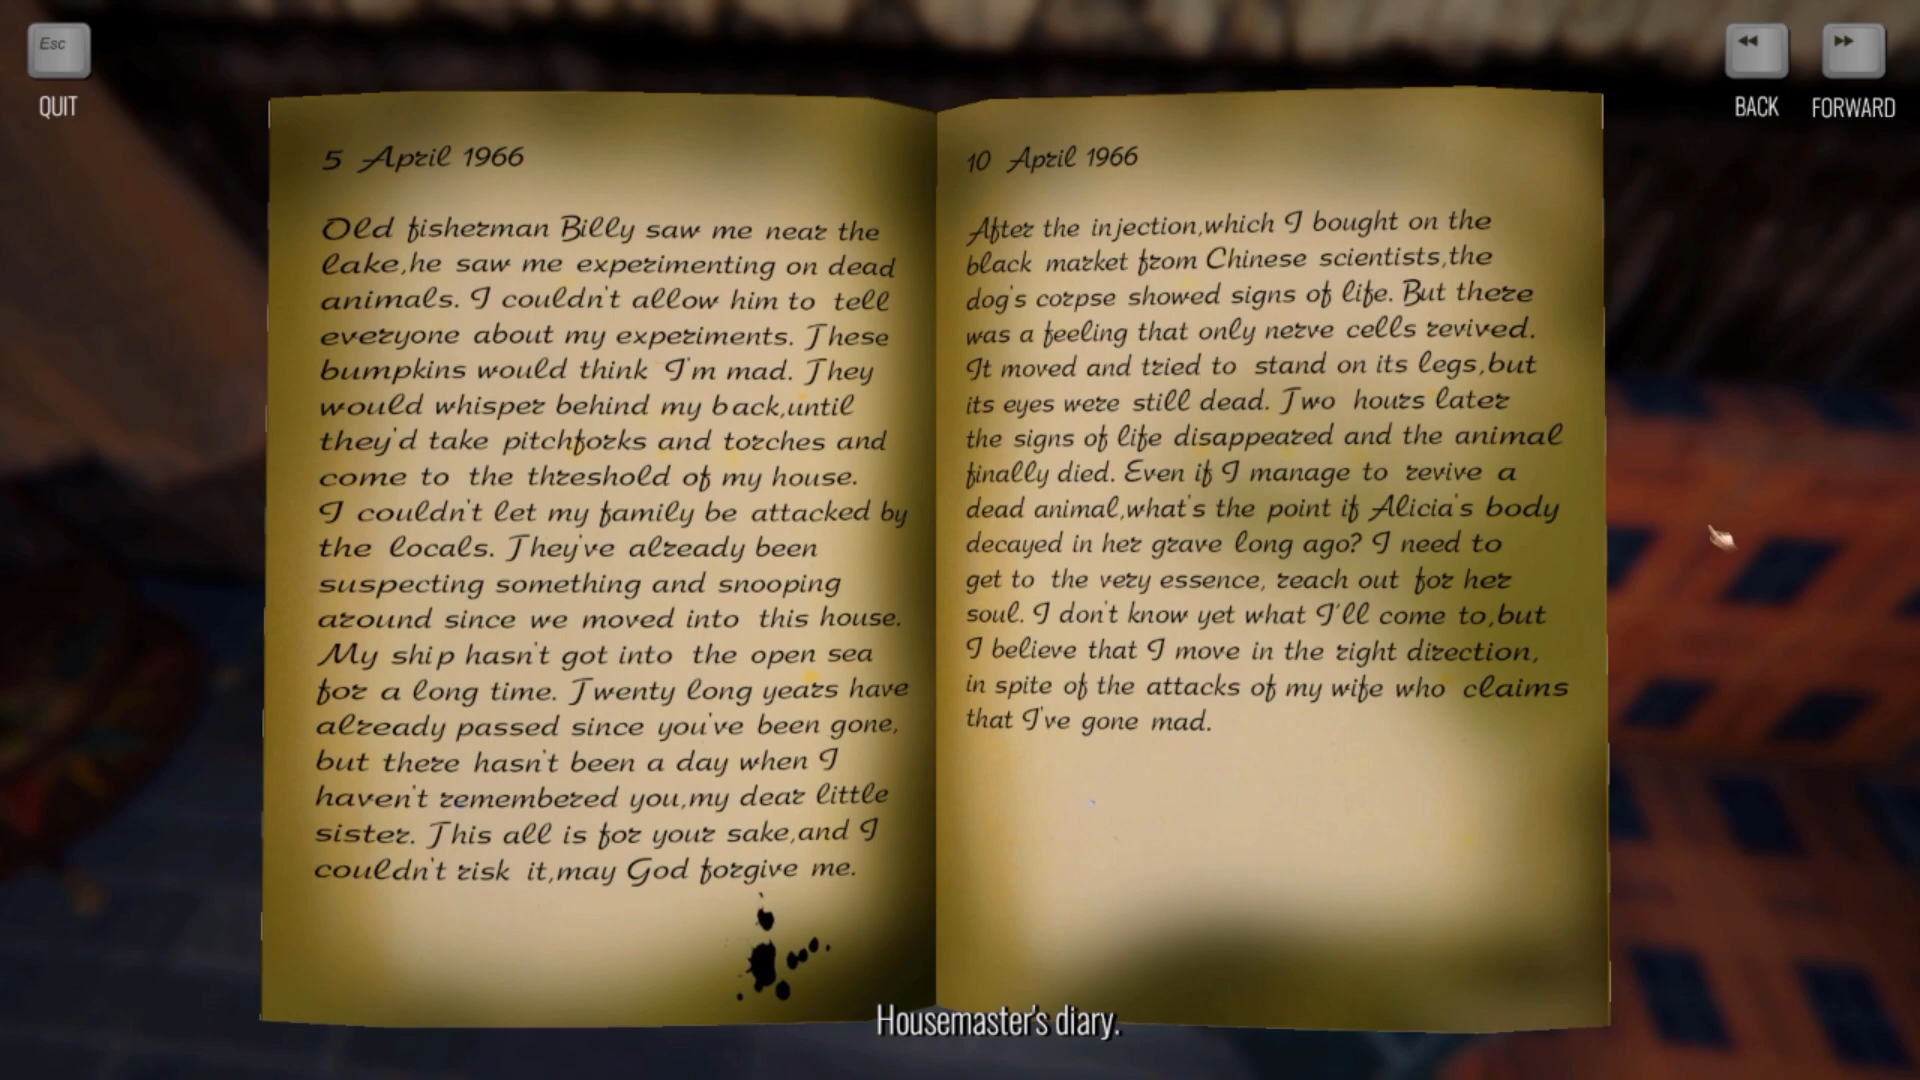 Esc
QUIT
BACK
FORWARD
5 April 1966
Old fisherman Billy saw me near the
lake,he saw me experimenting on dead
animals. I couldn't allow him to tell
everyone about my experiments. These
bumpkins would think I'm mad. They
would whisper behind my back,until
they'd take pitchforks and torches and
come to the threshold of my house.
I couldn't let my family be attacked by
the locals. They've already been
suspecting something and snooping
around since we moved into this house.
My ship hasn't got into the open sea
for a long time. Twenty long years have
already passed since you've been gone,
but there hasn't been a day when I
haven't remembered you,my dear little
sister. This all is for your sake,and I
couldn't risk it,may God forgive me.
10 April 1966
After the injection,which I bought on the
black market from Chinese scientists,the
dog's corpse showed signs of life. But there
was a feeling that only nerve cells revived.
It moved and tried to stand on its legs,but
its eyes were still dead. Two hours later
the signs of life disappeared and the animal
finally died. Even if I manage to revive a
dead animal,what's the point if Alicia's body
decayed in her grave long ago? I need to
get to the very essence, reach out for her
soul. I don't know yet what I'll come to,but
I believe that I move in the right direction,
in spite of the attacks of my wife who claims
that I've gone mad.
Housemaster's diary.